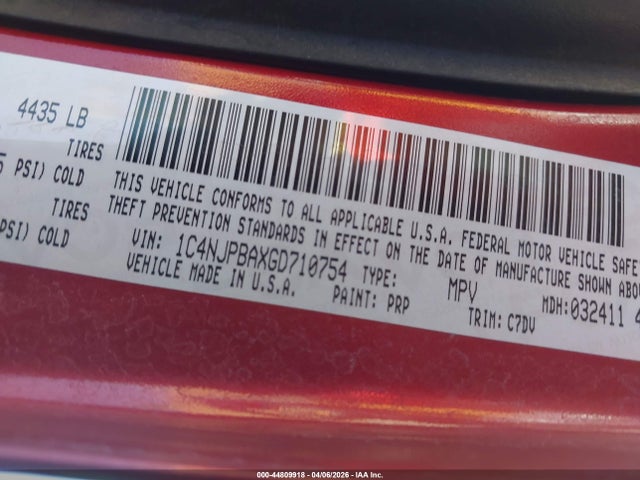 4435 LB
TIRES
PSI) COLD
THIS VEHICLE CONFORMS TO ALL APPLICABLE U.S.A. FEDERAL MOTOR VEHICLE SAFE
THEFT PREVENTION STANDARDS IN EFFECT ON THE DATE OF MANUFACTURE SHOWN ABO
TIRES
PSI) COLD
VIN: 1C4NJPBAXGD710754 TYPE: MPV MDH:032411 4
VEHICLE MADE IN U.S.A. PAINT: PRP TRIM: C7DV
000-44809918 | 04/06/2026 | IAA Inc.